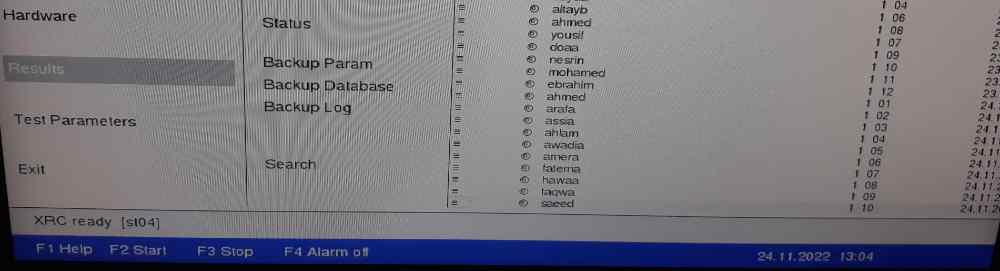 Hardware
Results
Test Parameters
Exit
Status
Backup Param
Backup Database
Backup Log
Search
altayb 1 04
ahmed 1 06
yousif 1 08
doaa 1 07
nesrin 1 09
mohamed 1 10
ebrahim 1 11
ahmed 1 12
arafa 1 01
assia 1 02
ahlam 1 03
awadia 1 04
amera 1 05
fatema 1 06
hawaa 1 07
taqwa 1 08
saeed 1 09
1 10
XRC ready [st04]
F1 Help F2 Start F3 Stop F4 Alarm off 24.11.2022 13:04